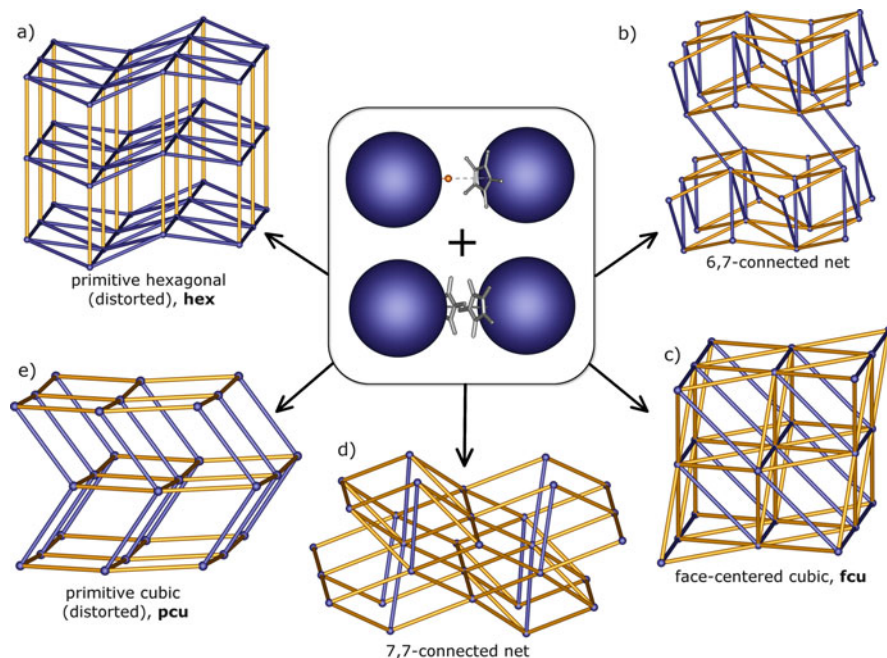 a)
primitive hexagonal
(distorted), hex
b)
6,7-connected net
+
e)
primitive cubic
(distorted), pcu
d)
7,7-connected net
c)
face-centered cubic, fcu